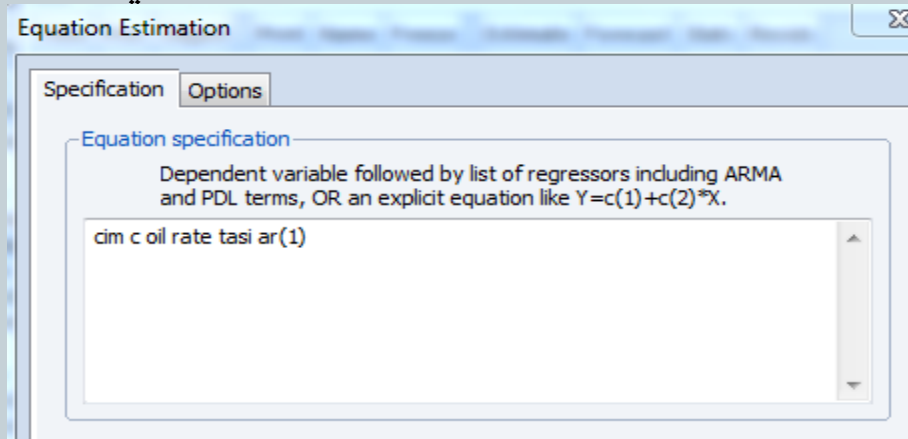 Equation Estimation
Specification Options
Equation specification
Dependent variable followed by list of regressors including ARMA
and PDL terms, OR an explicit equation like Y=c(1)+c(2)*X.
cim c oil rate tasi ar(1)